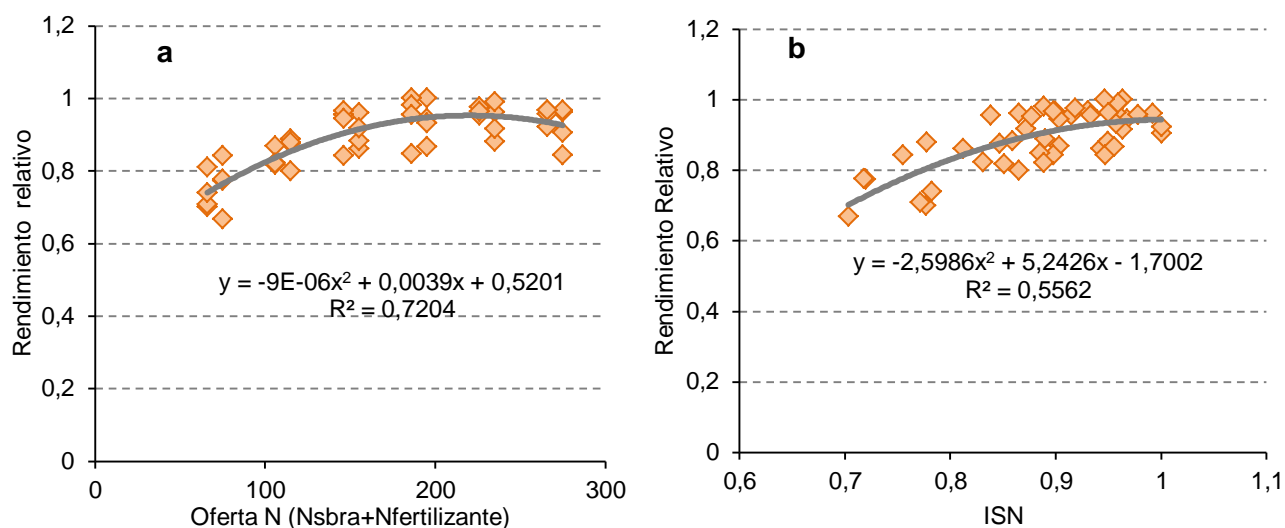 a
1,2
1
0,8
0,6
0,4
0,2
0
Rendimiento relativo
y = -9E-06x² + 0,0039x + 0,5201
R² = 0,7204
0 100 200 300
Oferta N (Nsbra+Nfertilizante)
b
1,2
1
0,8
0,6
0,4
0,2
0
Rendimiento Relativo
y = -2,5986x² + 5,2426x - 1,7002
R² = 0,5562
0,6 0,7 0,8 0,9 1 1,1
ISN